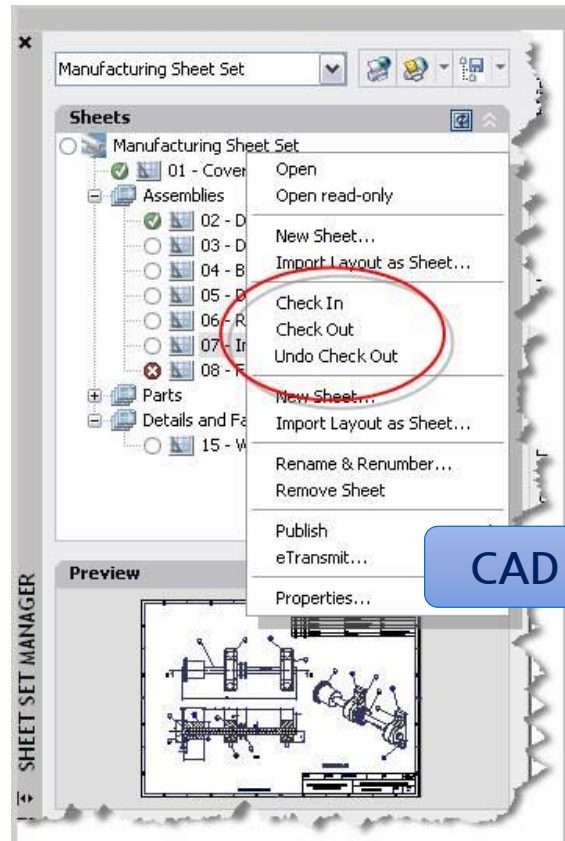 Manufacturing Sheet Set
Sheets
Manufacturing Sheet Set
01 - Cover
Assemblies
02 - D
03 - D
04 - B
05 - D
06 - R
07 - In
08 - F
Parts
Details and Fa
15 - W
Open
Open read-only
New Sheet...
Import Layout as Sheet...
Check In
Check Out
Undo Check Out
New Sheet...
Import Layout as Sheet...
Rename & Renumber...
Remove Sheet
Publish
eTransmit...
Properties...
CAD
Preview
SHEET SET MANAGER